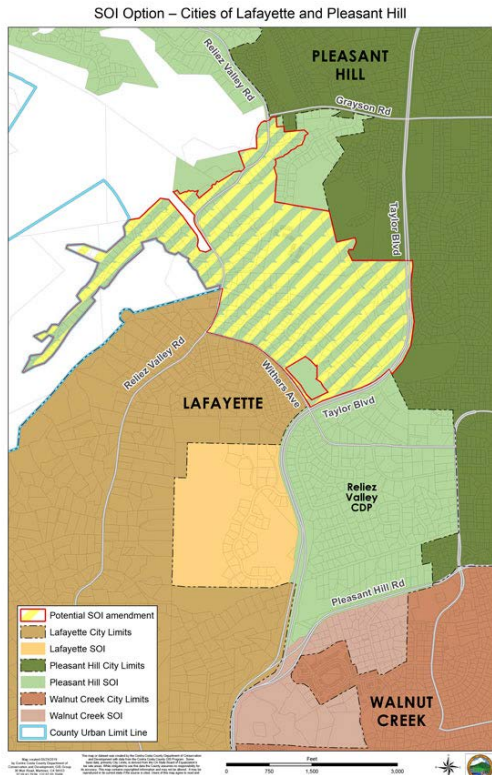 SOI Option – Cities of Lafayette and Pleasant Hill
Reliez Valley Rd
PLEASANT
HILL
Grayson Rd
Taylor Blvd
Reliez Valley Rd
Withers Ave
LAFAYETTE
Taylor Blvd
Reliez
Valley
CDP
Pleasant Hill Rd
WALNUT
CREEK
Potential SOI amendment
Lafayette City Limits
Lafayette SOI
Pleasant Hill City Limits
Pleasant Hill SOI
Walnut Creek City Limits
Walnut Creek SOI
County Urban Limit Line
Feet
0 750 1,500 3,000